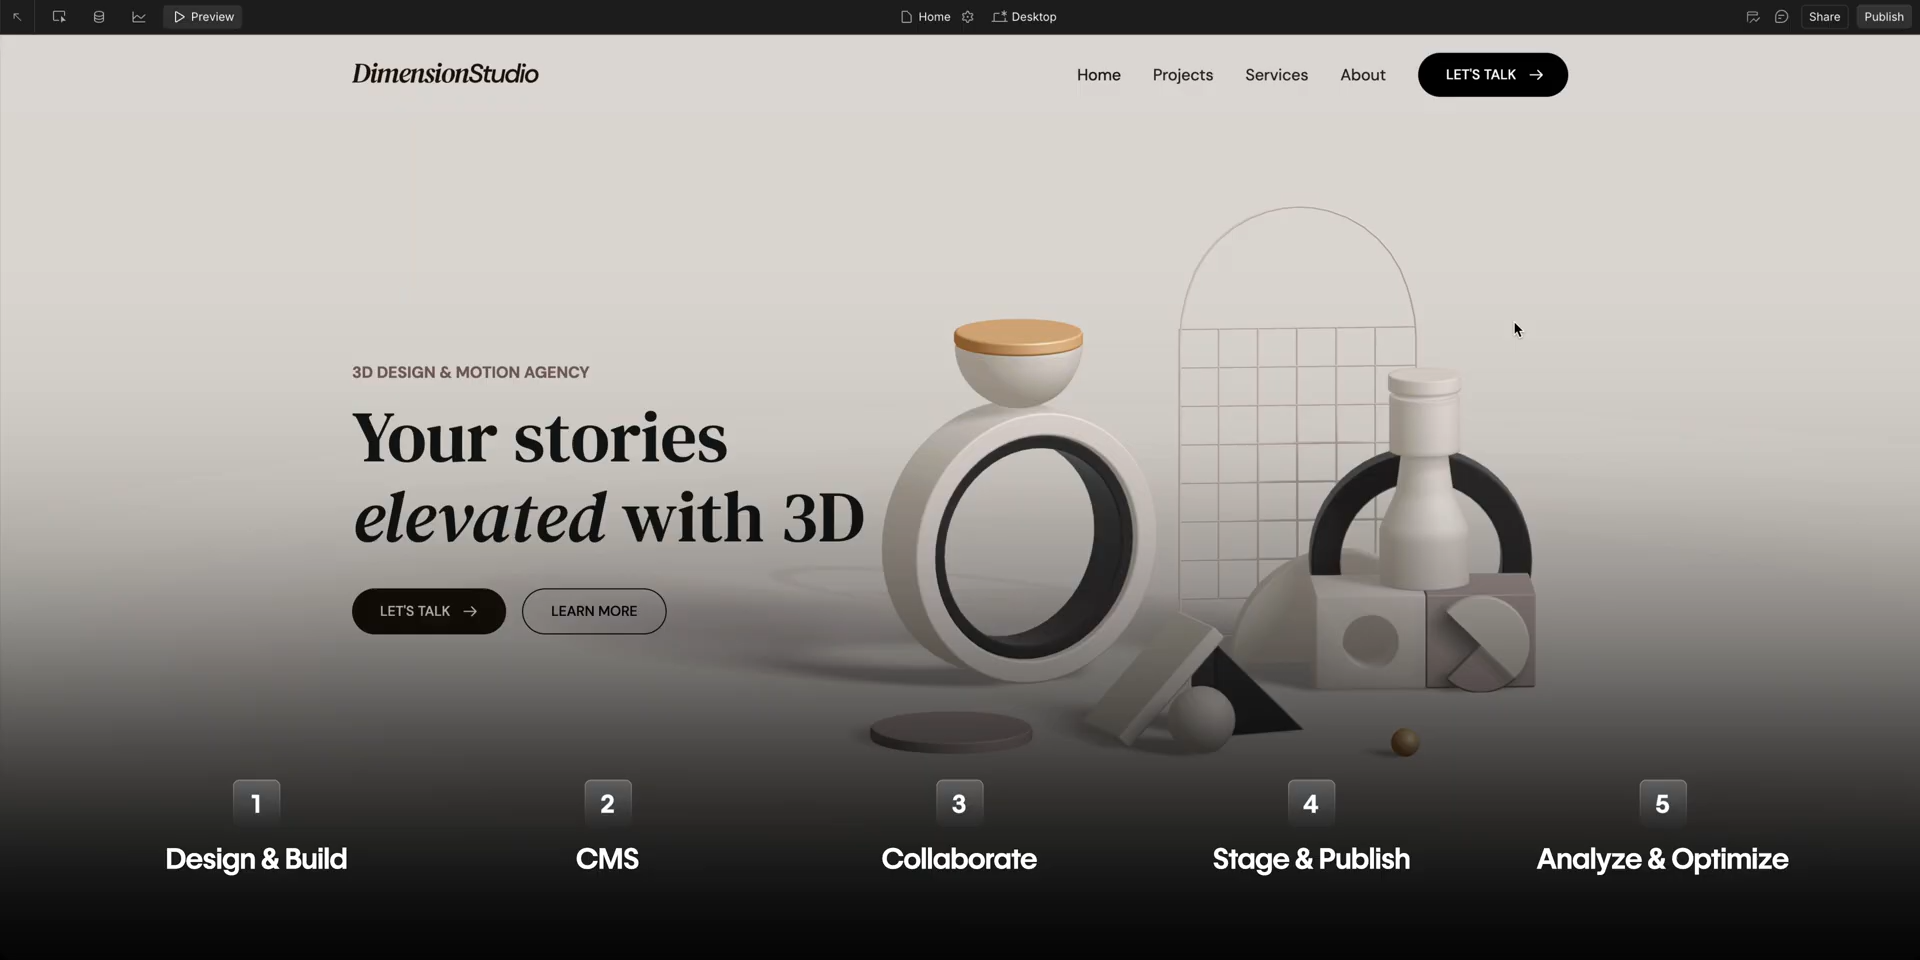 Preview
Home
Desktop
Share
Publish
DimensionStudio
Home
Projects
Services
About
LET'S TALK
3D DESIGN & MOTION AGENCY
Your stories
elevated with 3D
LET'S TALK
LEARN MORE
1
2
3
4
5
Design & Build
CMS
Collaborate
Stage & Publish
Analyze & Optimize